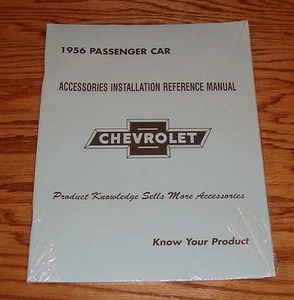 1956 PASSENGER CAR
ACCESSORIES INSTALLATION REFERENCE MANUAL
CHEVROLET
Product Knowledge Sells More Accessories
Know Your Product